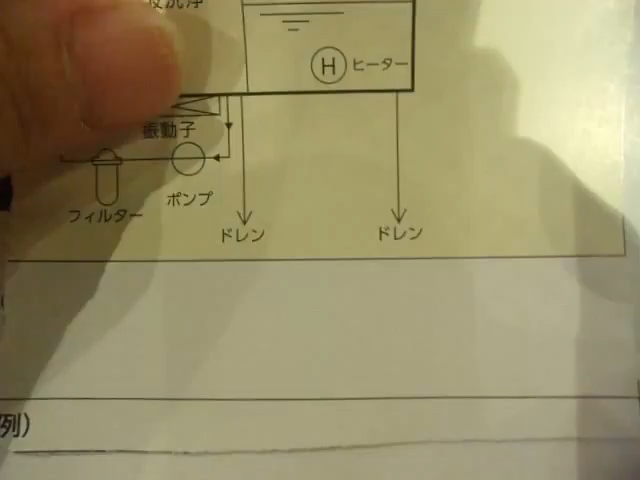 H ヒーター
振動子
ポンプ
フィルター
ドレン ドレン
列)